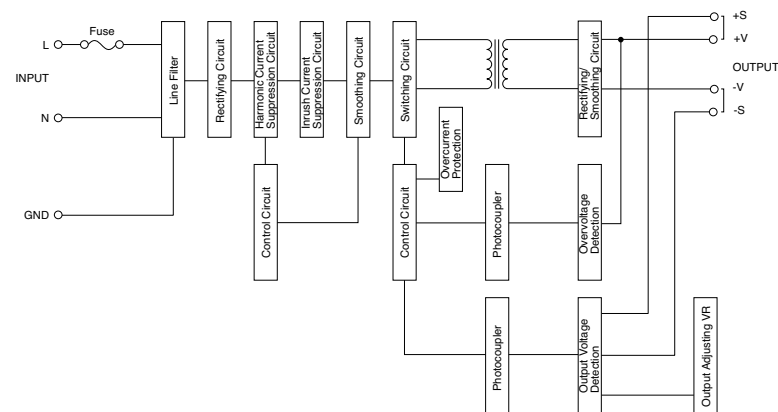 Fuse
L
INPUT
N
GND
Line Filter
Rectifying Circuit
Harmonic Current
Suppression Circuit
Inrush Current
Suppression Circuit
Smoothing Circuit
Switching Circuit
Rectifying/
Smoothing Circuit
+S
+V
OUTPUT
-V
-S
Overcurrent
Protection
Control Circuit
Control Circuit
Photocoupler
Overvoltage
Detection
Photocoupler
Output Voltage
Detection
Output Adjusting VR